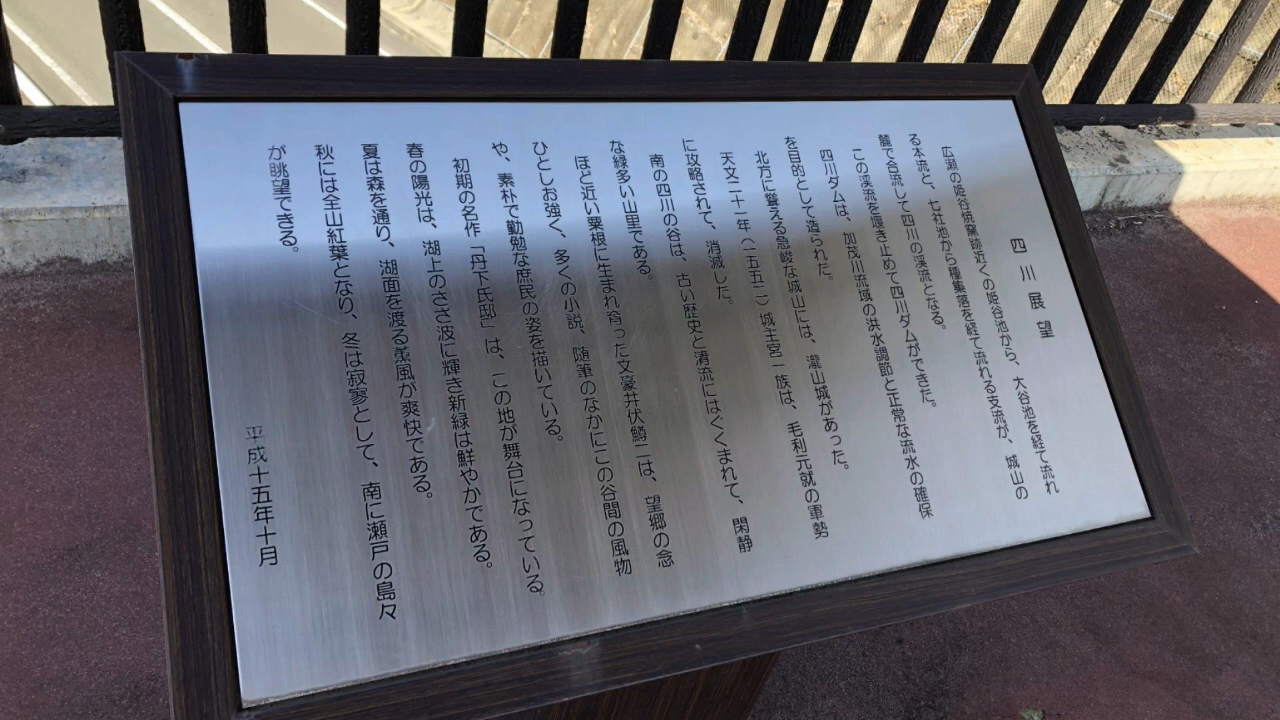 四川展望
広瀬の姫谷焼窯跡近くの姫谷池から、大谷池を経て流れ
る本流と、七社池から種集落を経て流れる支流が、城山の
麓で合流して四川の渓流となる。
この渓流を堰き止めて四川ダムができた。
四川ダムは、加茂川流域の洪水調節と正常な流水の確保
を目的として造られた。
北方に聳える急峻な城山には、瀧山城があった。
天文二十一年（一五五二）城主宮一族は、毛利元就の軍勢
に攻略されて、消滅した。
南の四川の谷は、古い歴史と清流にはぐくまれて、閑静
な緑多い山里である。
ほど近い粟根に生まれ育った文豪井伏鱒二は、望郷の念
ひとしお強く、多くの小説、随筆のなかにこの谷間の風物
や、素朴で勤勉な庶民の姿を描いている。
初期の名作「丹下氏邸」は、この地が舞台になっている。
春の陽光は、湖上のささ波に輝き新緑は鮮やかである。
夏は森を通り、湖面を渡る薫風が爽快である。
秋には全山紅葉となり、冬は寂寥として、南に瀬戸の島々
が眺望できる。
平成十五年十月